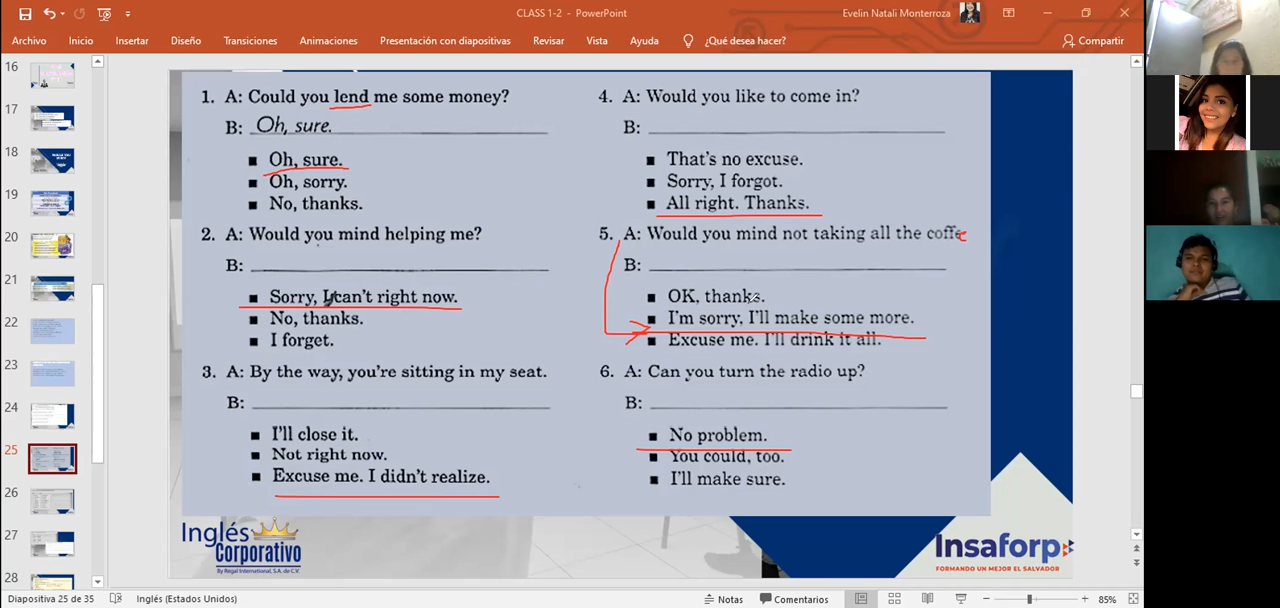 CLASS 1-2 - PowerPoint
Evelin Natali Monterroza
Archivo Inicio Insertar Diseño Transiciones Animaciones Presentación con diapositivas Revisar Vista Ayuda ¿Qué desea hacer? Compartir
16
17
18
19
20
21
22
23
24
25
26
27
28
1. A: Could you lend me some money?
B: Oh, sure.
■ Oh, sure.
■ Oh, sorry.
■ No, thanks.
2. A: Would you mind helping me?
B:
■ Sorry, I can't right now.
■ No, thanks.
■ I forget.
3. A: By the way, you're sitting in my seat.
B:
■ I'll close it.
■ Not right now.
■ Excuse me. I didn't realize.
4. A: Would you like to come in?
B:
■ That's no excuse.
■ Sorry, I forgot.
■ All right. Thanks.
5. A: Would you mind not taking all the coffe
B:
■ OK, thanks.
■ I'm sorry. I'll make some more.
■ Excuse me. I'll drink it all.
6. A: Can you turn the radio up?
B:
■ No problem.
■ You could, too.
■ I'll make sure.
Inglés
Corporativo
By Regal International, S.A. de C.V.
Insaforp
FORMANDO UN MEJOR EL SALVADOR
Diapositiva 25 de 35 Inglés (Estados Unidos) Notas Comentarios 85%